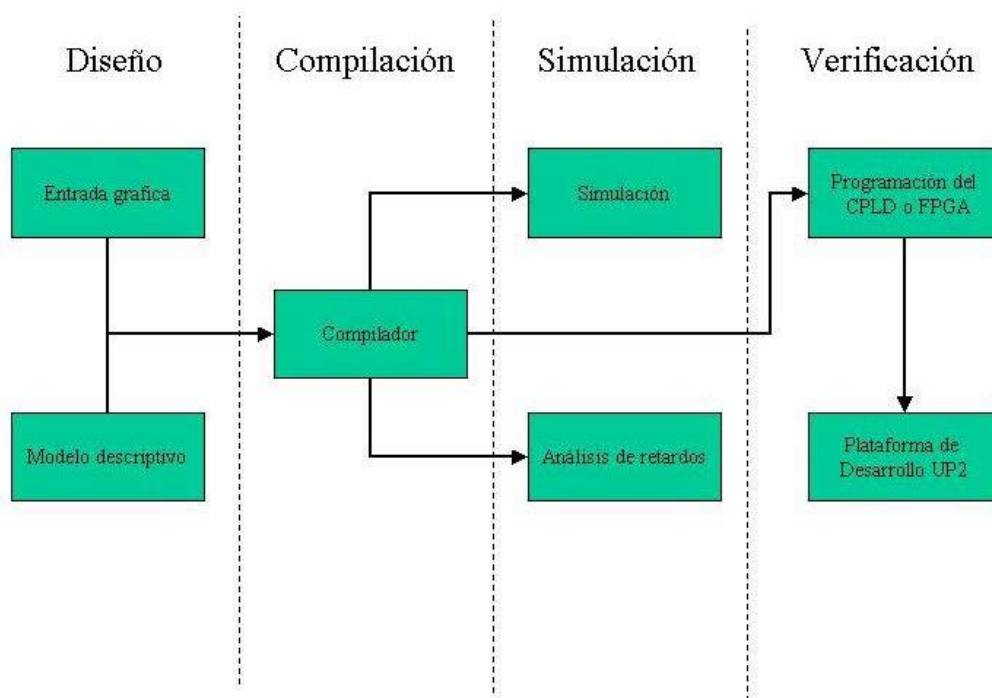 Diseño
Compilación
Simulación
Verificación
Entrada grafica
Simulación
Programación del
CPLD o FPGA
Compilador
Modelo descriptivo
Análisis de retardos
Plataforma de
Desarrollo UP2